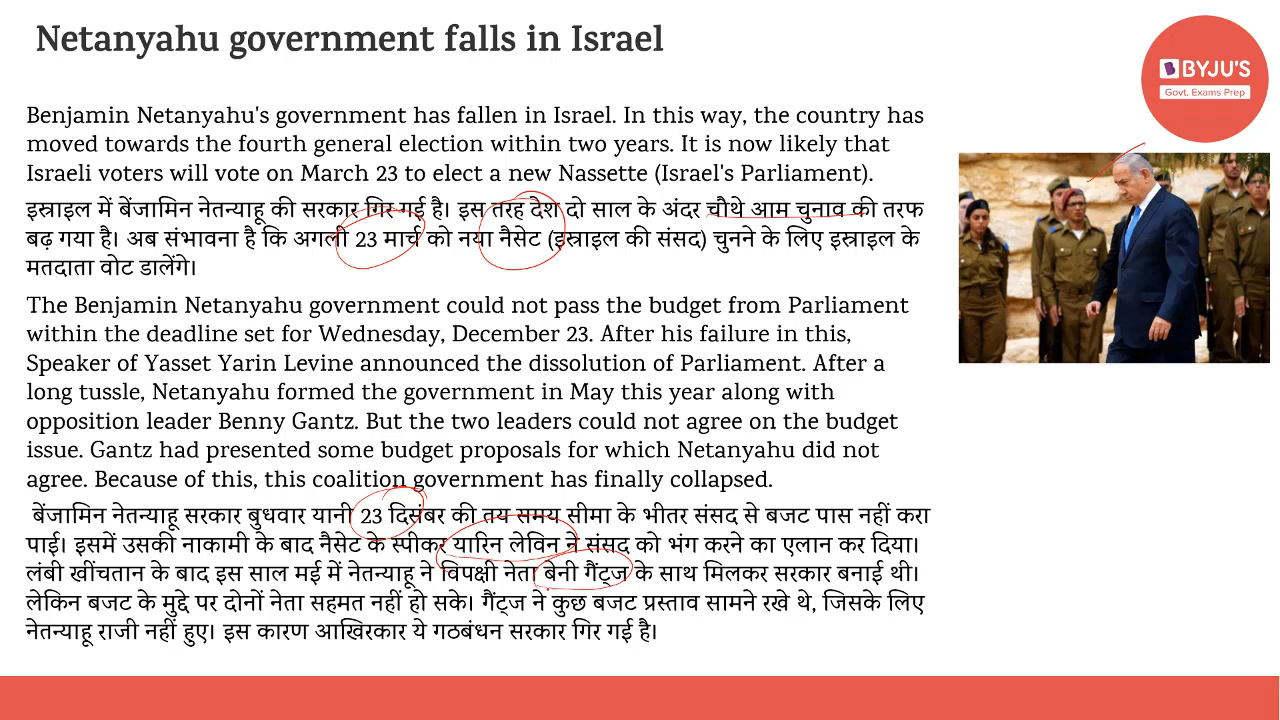 Netanyahu government falls in Israel
BYJU'S
Govt. Exams Prep
Benjamin Netanyahu's government has fallen in Israel. In this way, the country has
moved towards the fourth general election within two years. It is now likely that
Israeli voters will vote on March 23 to elect a new Nassette (Israel's Parliament).
इस्राइल में बेंजामिन नेतन्याहू की सरकार गिर गई है। इस तरह देश दो साल के अंदर चौथे आम चुनाव की तरफ
बढ़ गया है। अब संभावना है कि अगली 23 मार्च को नया नैसेट (इस्राइल की संसद) चुनने के लिए इस्राइल के
मतदाता वोट डालेंगे।
The Benjamin Netanyahu government could not pass the budget from Parliament
within the deadline set for Wednesday, December 23. After his failure in this,
Speaker of Yasset Yarin Levine announced the dissolution of Parliament. After a
long tussle, Netanyahu formed the government in May this year along with
opposition leader Benny Gantz. But the two leaders could not agree on the budget
issue. Gantz had presented some budget proposals for which Netanyahu did not
agree. Because of this, this coalition government has finally collapsed.
बेंजामिन नेतन्याहू सरकार बुधवार यानी 23 दिसंबर की तय समय सीमा के भीतर संसद से बजट पास नहीं करा
पाई। इसमें उसकी नाकामी के बाद नैसेट के स्पीकर यारिन लेविन ने संसद को भंग करने का एलान कर दिया।
लंबी खींचतान के बाद इस साल मई में नेतन्याहू ने विपक्षी नेता बेनी गैंट्ज के साथ मिलकर सरकार बनाई थी।
लेकिन बजट के मुद्दे पर दोनों नेता सहमत नहीं हो सके। गैंट्ज ने कुछ बजट प्रस्ताव सामने रखे थे, जिसके लिए
नेतन्याहू राजी नहीं हुए। इस कारण आखिरकार ये गठबंधन सरकार गिर गई है।